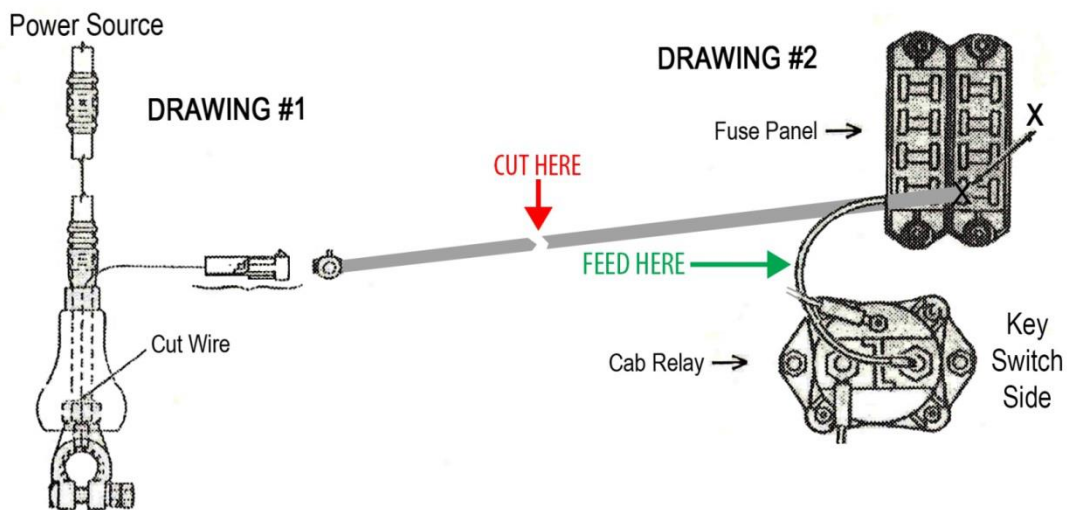 Power Source
DRAWING #1
DRAWING #2
X
Fuse Panel
CUT HERE
X
FEED HERE
Cut Wire
Cab Relay
Key
Switch
Side